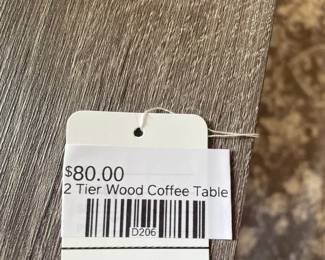 $80.00
2 Tier Wood Coffee Table
D206